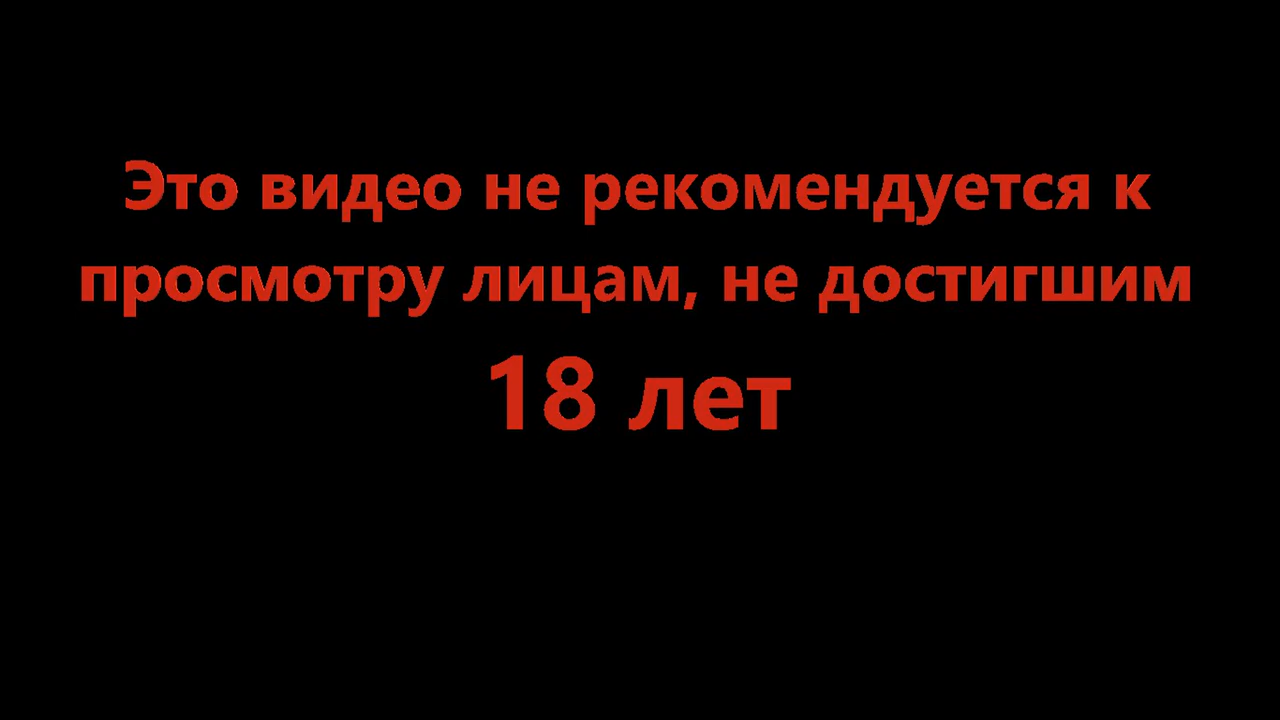 Это видео не рекомендуется к
просмотру лицам, не достигшим
18 лет